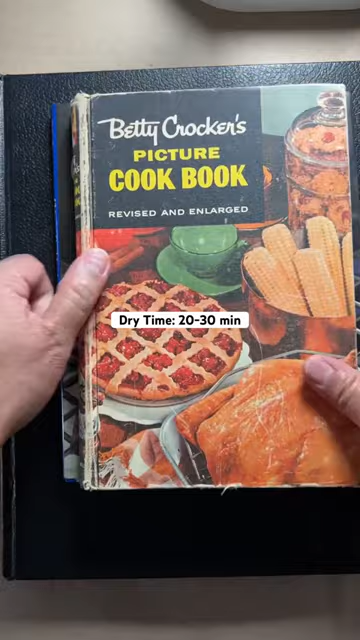 Betty Crocker's
PICTURE
COOK BOOK
REVISED AND ENLARGED
Dry Time: 20-30 min